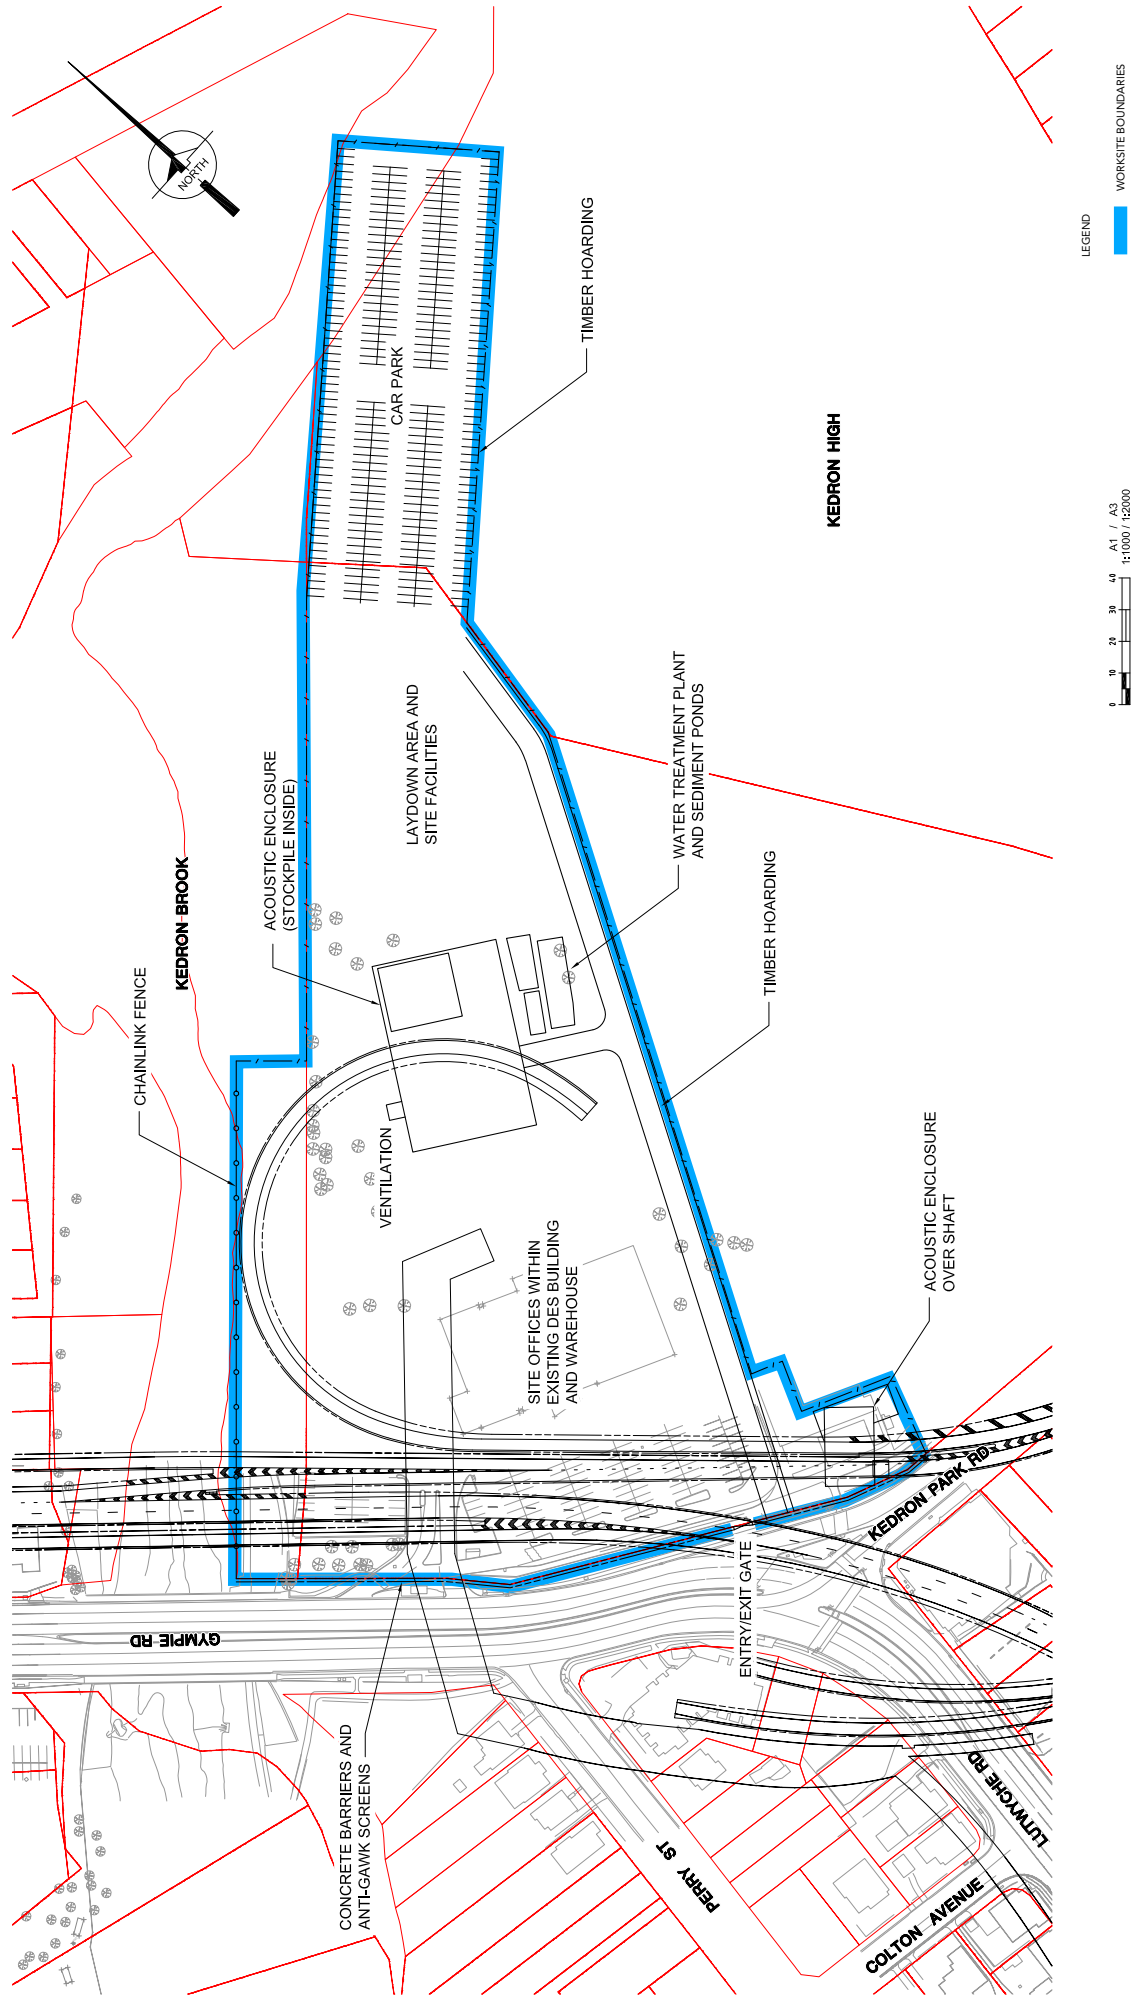 NORTH
TIMBER HOARDING
CAR PARK
KEDRON HIGH
KEDRON BROOK
CHAINLINK FENCE
ACOUSTIC ENCLOSURE
(STOCKPILE INSIDE)
LAYDOWN AREA AND
SITE FACILITIES
WATER TREATMENT PLANT
AND SEDIMENT PONDS
TIMBER HOARDING
VENTILATION
SITE OFFICES WITHIN
EXISTING DES BUILDING
AND WAREHOUSE
ACOUSTIC ENCLOSURE
OVER SHAFT
KEDRON PARK RD
ENTRY/EXIT GATE
GYMPIE RD
CONCRETE BARRIERS AND
ANTI-GAWK SCREENS
PERRY ST
COLTON AVENUE
LUTWYCHE RD
LEGEND
WORKSITE BOUNDARIES
0 10 20 30 40
A1 / A3
1:1000 / 1:2000